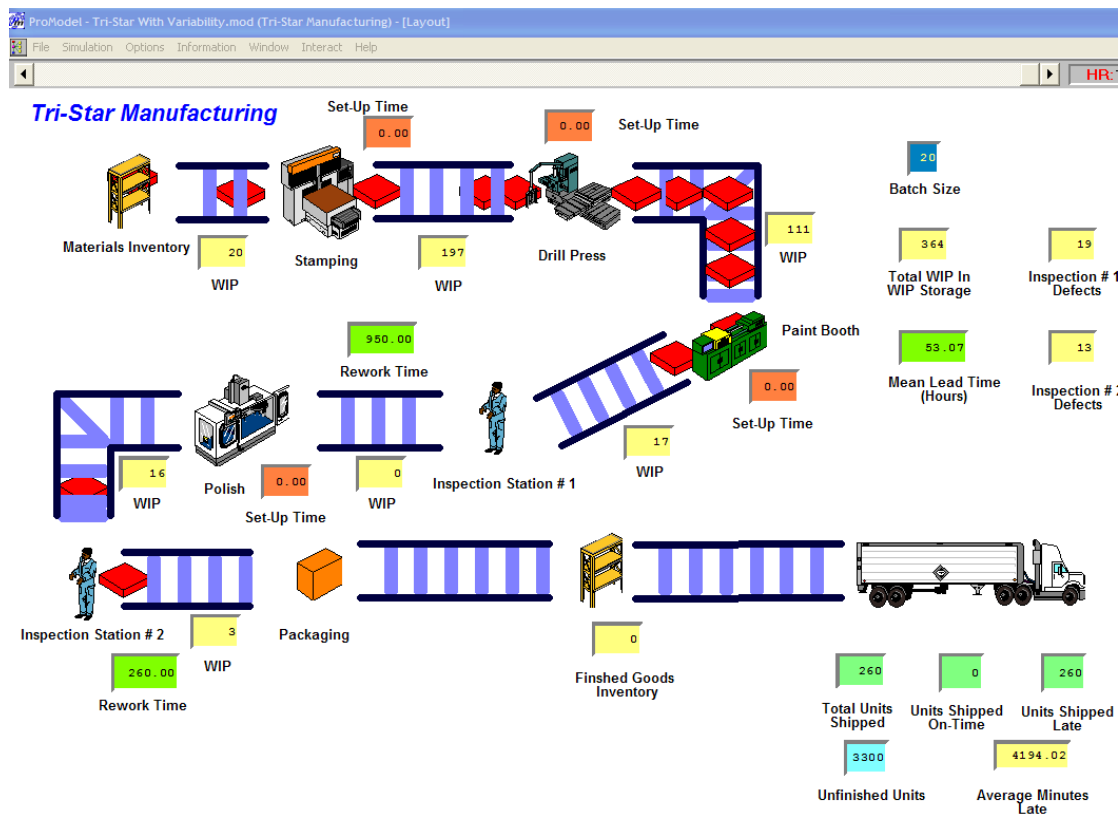 ProModel - Tri-Star With Variability.mod (Tri-Star Manufacturing) - [Layout]
File Simulation Options Information Window Interact Help
HR:
Tri-Star Manufacturing
Set-Up Time
0.00
0.00
Set-Up Time
20
Batch Size
Materials Inventory
20
WIP
Stamping
197
WIP
Drill Press
111
WIP
364
Total WIP In
WIP Storage
19
Inspection # 1
Defects
950.00
Rework Time
Paint Booth
0.00
Set-Up Time
53.07
Mean Lead Time
(Hours)
13
Inspection # 2
Defects
16
WIP
Polish
0.00
Set-Up Time
0
WIP
Inspection Station # 1
17
WIP
Inspection Station # 2
3
WIP
Packaging
0
Finshed Goods
Inventory
260.00
Rework Time
260
Total Units
Shipped
0
Units Shipped
On-Time
260
Units Shipped
Late
3300
Unfinished Units
4194.02
Average Minutes
Late